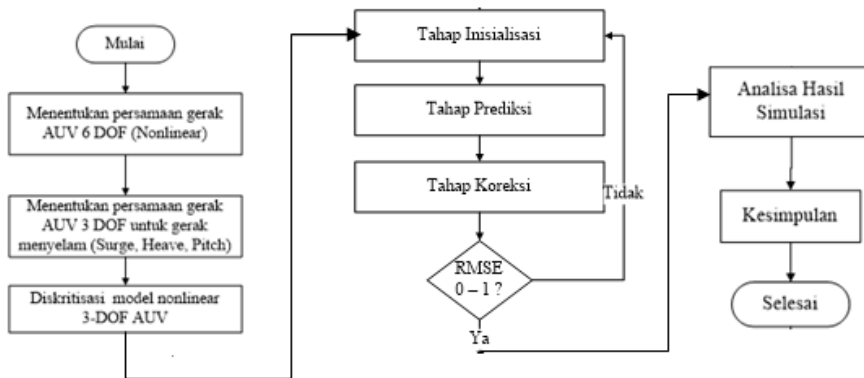 Mulai
Menentukan persamaan gerak
AUV 6 DOF (Nonlinear)
Menentukan persamaan gerak
AUV 3 DOF untuk gerak
menyelam (Surge, Heave, Pitch)
Diskritisasi model nonlinear
3-DOF AUV
Tahap Inisialisasi
Tahap Prediksi
Tahap Koreksi
Tidak
RMSE
0 – 1 ?
Ya
Analisa Hasil
Simulasi
Kesimpulan
Selesai